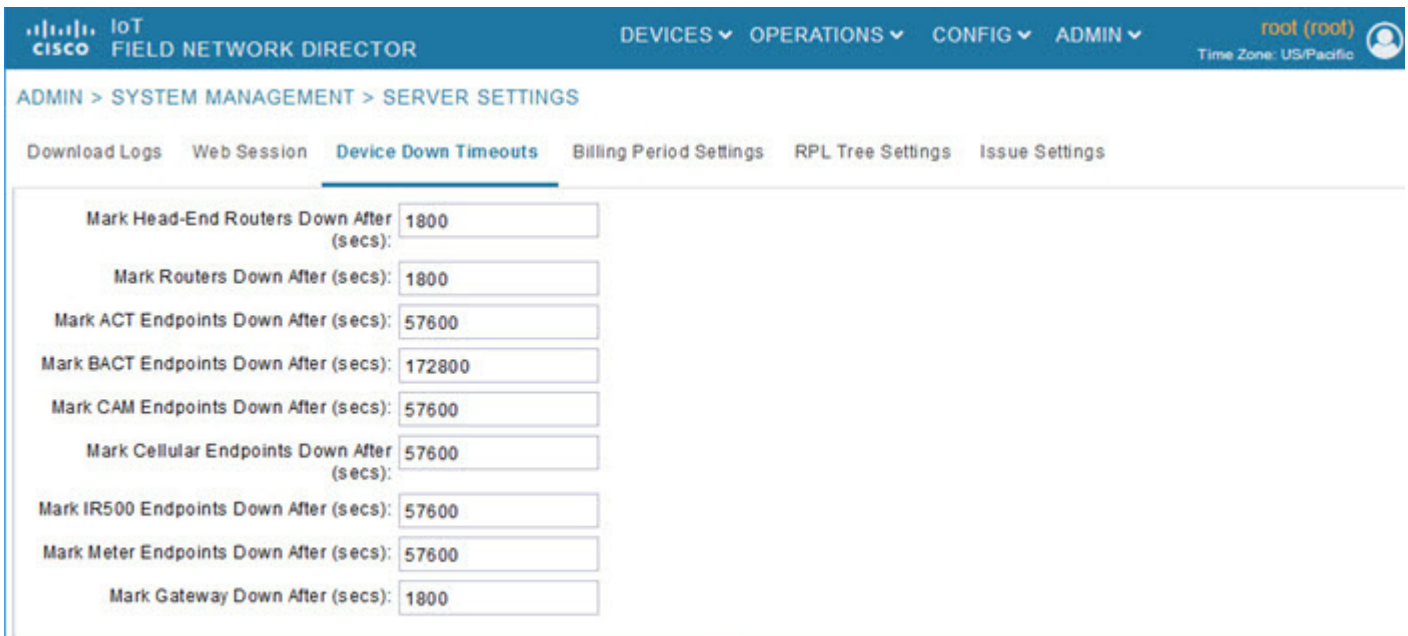 IoT
CISCO FIELD NETWORK DIRECTOR
DEVICES OPERATIONS CONFIG ADMIN
root (root)
Time Zone: US/Pacific
ADMIN > SYSTEM MANAGEMENT > SERVER SETTINGS
Download Logs Web Session Device Down Timeouts Billing Period Settings RPL Tree Settings Issue Settings
Mark Head-End Routers Down After (secs): 1800
Mark Routers Down After (secs): 1800
Mark ACT Endpoints Down After (secs): 57600
Mark BACT Endpoints Down After (secs): 172800
Mark CAM Endpoints Down After (secs): 57600
Mark Cellular Endpoints Down After (secs): 57600
Mark IR500 Endpoints Down After (secs): 57600
Mark Meter Endpoints Down After (secs): 57600
Mark Gateway Down After (secs): 1800